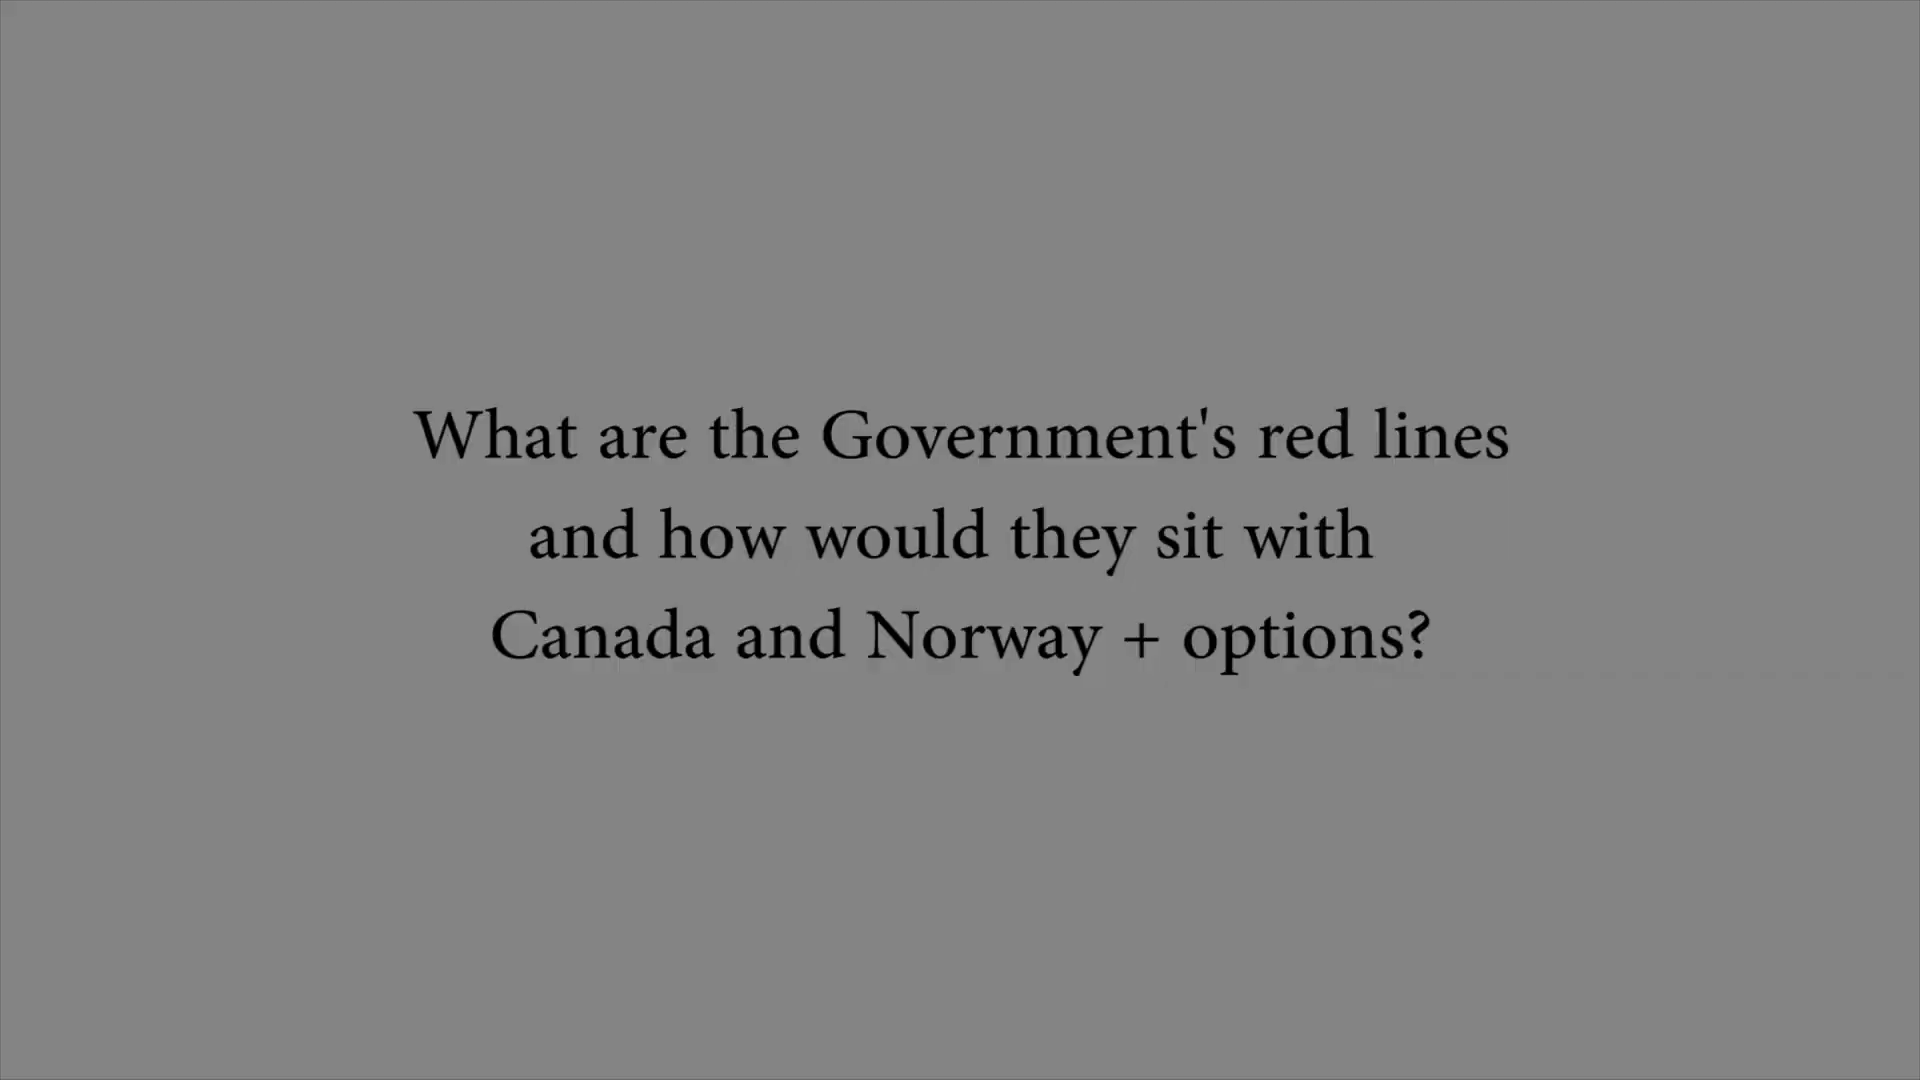 What are the Government's red lines
and how would they sit with
Canada and Norway + options?